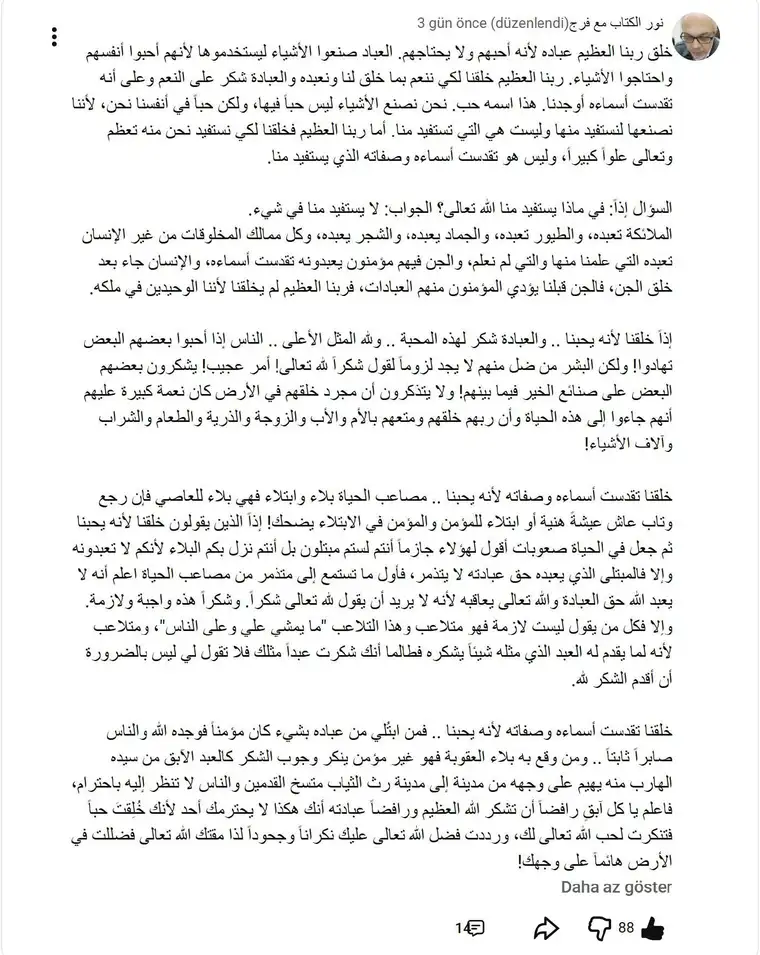 نور الكتاب مع فرج 3 gün önce (düzenlendi)
خلق ربنا العظيم عباده لأنه أحبهم ولا يحتاجهم. العباد صنعوا الأشياء ليستخدموها لأنهم أحبوا أنفسهم
واحتاجوا الأشياء. ربنا العظيم خلقنا لكي ننعم بما خلق لنا ونعبده والعبادة شكر على النعم وعلى أنه
تقدست أسماءه أوجدنا. هذا اسمه حب. نحن نصنع الأشياء ليس حباً فيها، ولكن حباً في أنفسنا نحن، لأننا
نصنعها لنستفيد منها وليست هي التي تستفيد منا. أما ربنا العظيم فخلقنا لكي نستفيد نحن منه تعظم
وتعالى علواً كبيراً، وليس هو تقدست أسماءه وصفاته الذي يستفيد منا.
السؤال إذاً: في ماذا يستفيد منا الله تعالى؟ الجواب: لا يستفيد منا في شيء.
الملائكة تعبده، والطيور تعبده، والجماد يعبده، والشجر يعبده، وكل ممالك المخلوقات من غير الإنسان
تعبده التي علمنا منها والتي لم نعلم، والجن فيهم مؤمنون يعبدونه تقدست أسماءه، والإنسان جاء بعد
خلق الجن، فالجن قبلنا يؤدي المؤمنون منهم العبادات، فربنا العظيم لم يخلقنا لأننا الوحيدين في ملكه.
إذاً خلقنا لأنه يحبنا .. والعبادة شكر لهذه المحبة .. ولله المثل الأعلى .. الناس إذا أحبوا بعضهم البعض
تهادوا! ولكن البشر من ضل منهم لا يجد لزوماً لقول شكراً لله تعالى! أمر عجيب! يشكرون بعضهم
البعض على صنائع الخير فيما بينهم! ولا يتذكرون أن مجرد خلقهم في الأرض كان نعمة كبيرة عليهم
أنهم جاءوا إلى هذه الحياة وأن ربهم خلقهم ومتعهم بالأم والأب والزوجة والذرية والطعام والشراب
وآلاف الأشياء!
خلقنا تقدست أسماءه وصفاته لأنه يحبنا .. مصاعب الحياة بلاء وابتلاء فهي بلاء للعاصي فإن رجع
وتاب عاش عيشةً هنية أو ابتلاء للمؤمن والمؤمن في الابتلاء يضحك! إذاً الذين يقولون خلقنا لأنه يحبنا
ثم جعل في الحياة صعوبات أقول لهؤلاء جازماً أنتم لستم مبتلون بل أنتم نزل بكم البلاء لأنكم لا تعبدونه
وإلا فالمبتلى الذي يعبده حق عبادته لا يتذمر، فأول ما تستمع إلى متذمر من مصاعب الحياة اعلم أنه لا
يعبد الله حق العبادة والله تعالى يعاقبه لأنه لا يريد أن يقول لله تعالى شكراً. وشكراً هذه واجبة ولازمة.
وإلا فكل من يقول ليست لازمة فهو متلاعب وهذا التلاعب "ما يمشي علي وعلى الناس"، ومتلاعب
لأنه لما يقدم له العبد الذي مثله شيئاً يشكره فطالما أنك شكرت عبداً مثلك فلا تقول لي ليس بالضرورة
أن أقدم الشكر لله.
خلقنا تقدست أسماءه وصفاته لأنه يحبنا .. فمن ابتُلي من عباده بشيء كان مؤمناً فوجده الله والناس
صابراً ثابتاً .. ومن وقع به بلاء العقوبة فهو غير مؤمن ينكر وجوب الشكر كالعبد الآبق من سيده
الهارب منه يهيم على وجهه من مدينة إلى مدينة رث الثياب متسخ القدمين والناس لا تنظر إليه باحترام،
فاعلم يا كل آبقٍ رافضاً أن تشكر الله العظيم ورافضاً عبادته أنك هكذا لا يحترمك أحد لأنك خُلِقتَ حباً
فتنكرت لحب الله تعالى لك، ورددت فضل الله تعالى عليك نكراناً وجحوداً لذا مقتك الله تعالى فضللت في
الأرض هائماً على وجهك!
Daha az göster
88 14